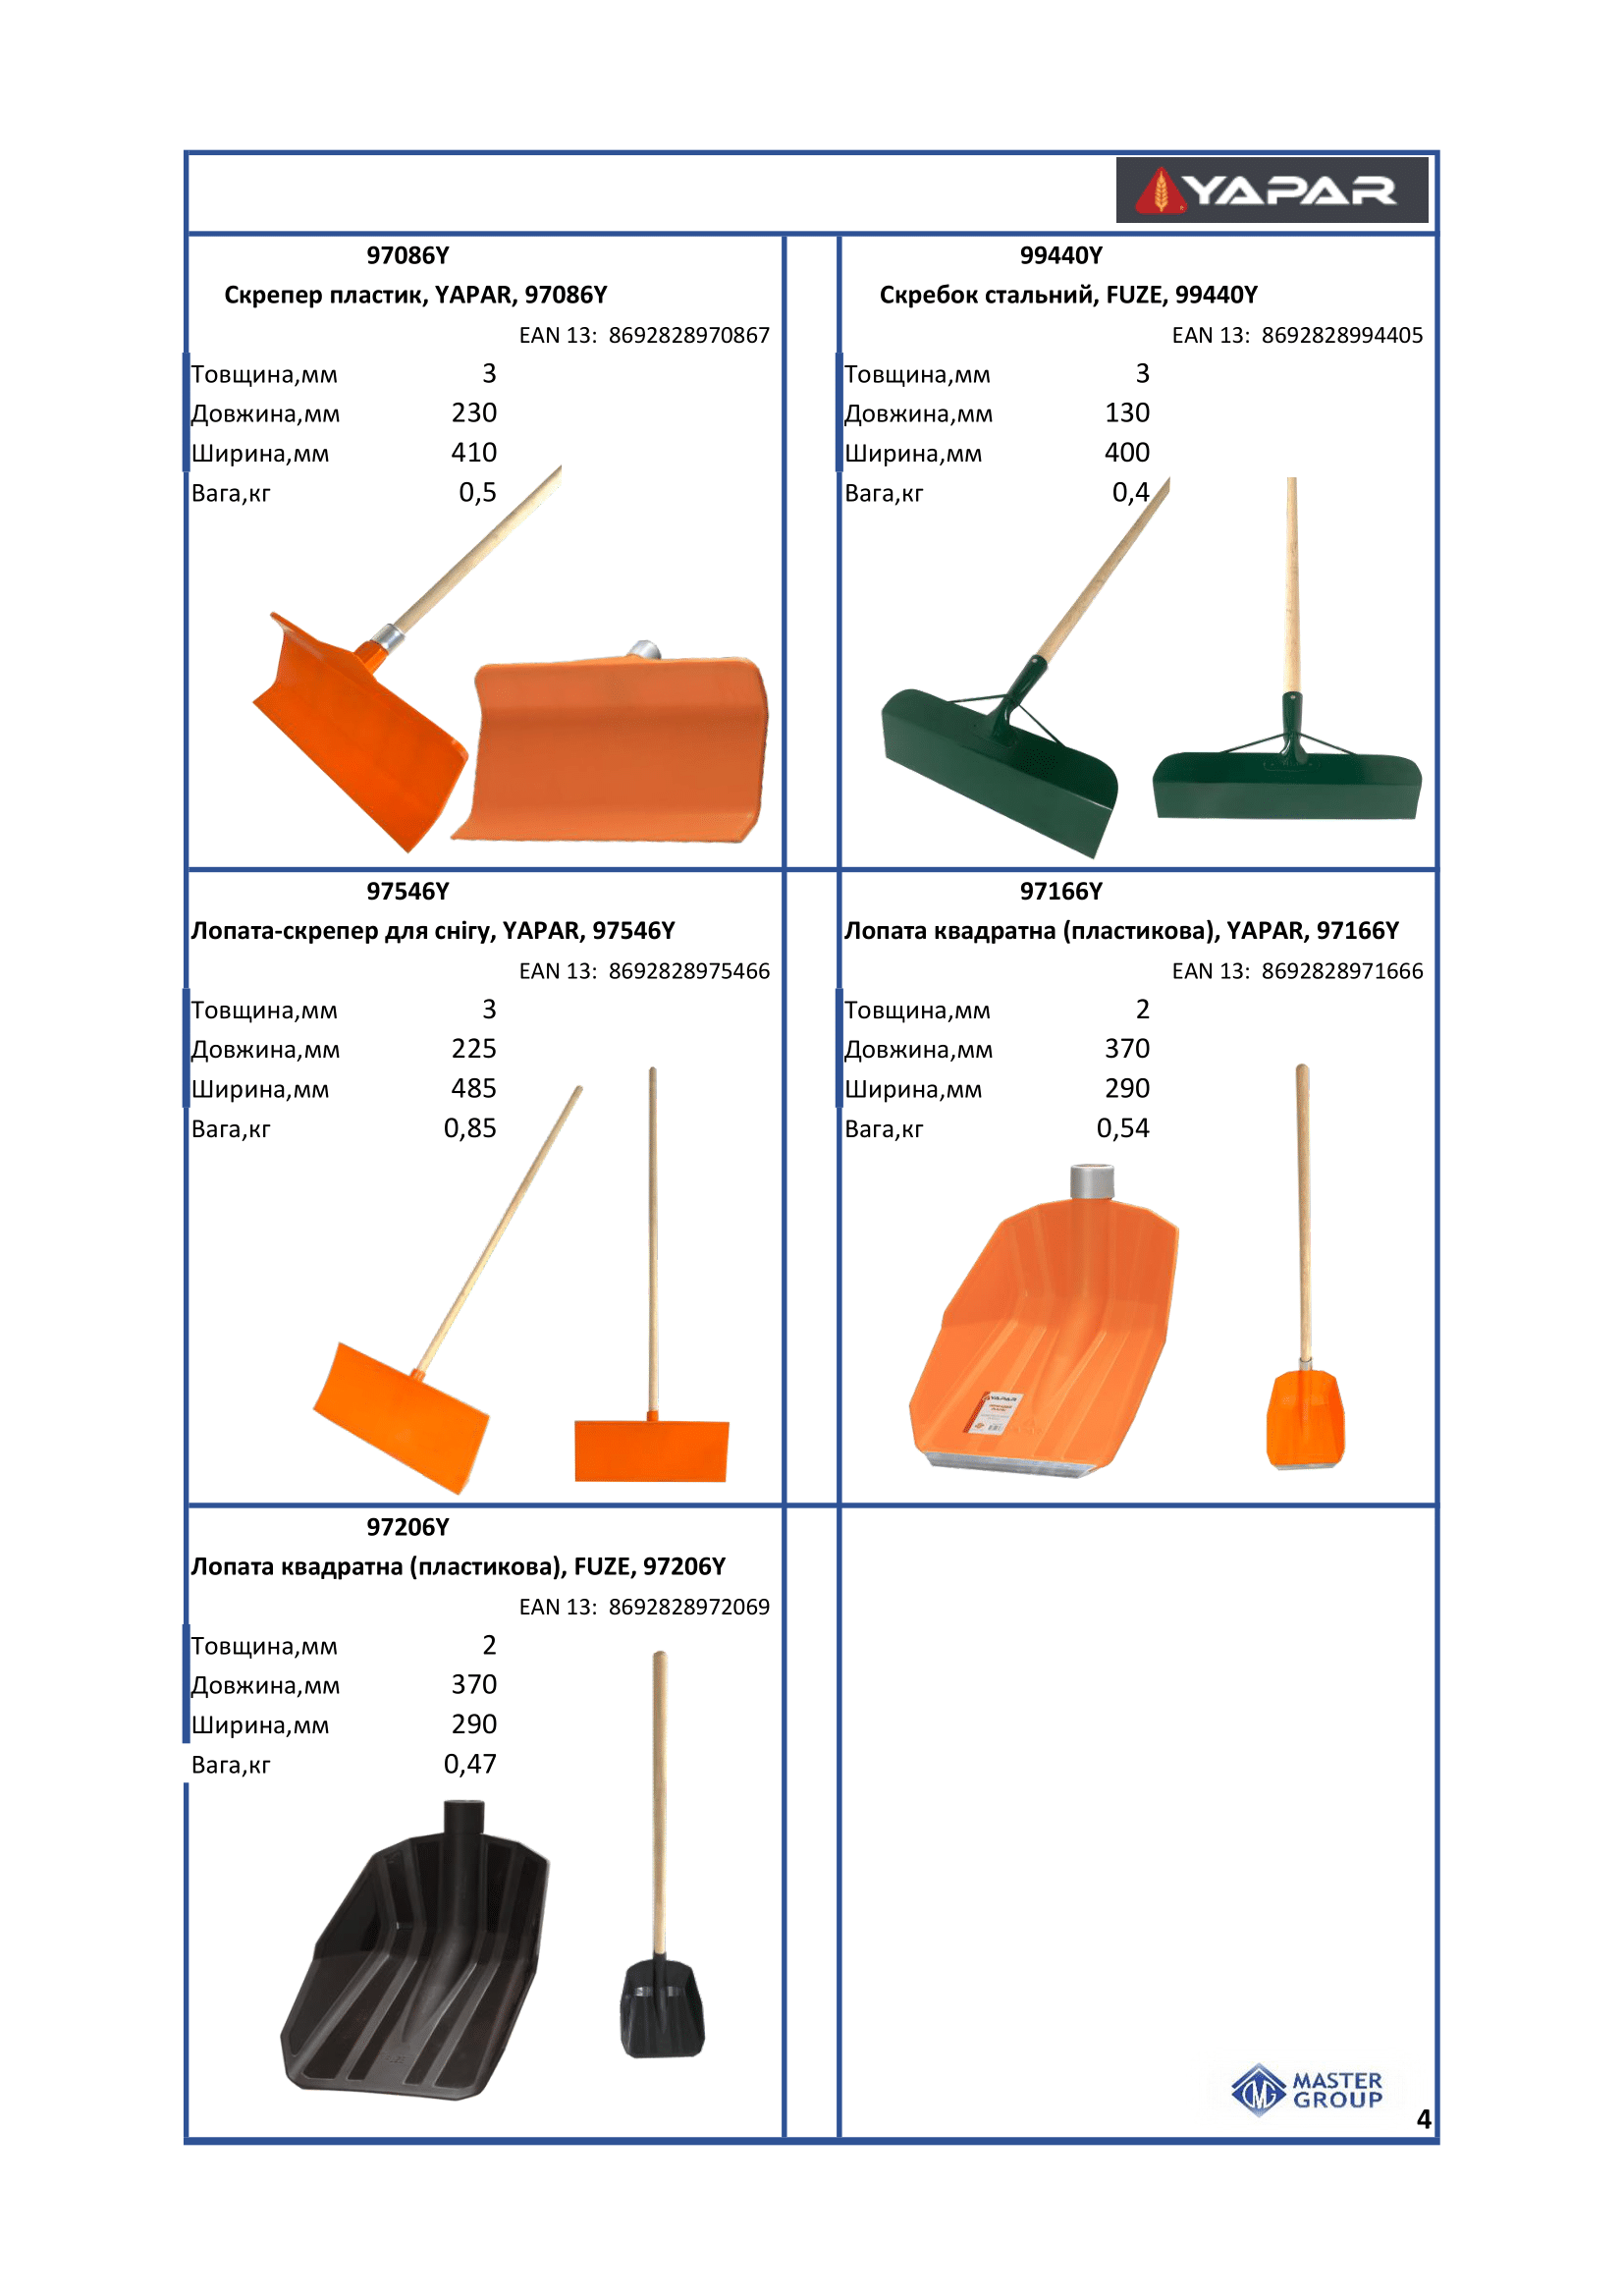 YAPAR
97086Y
Скрепер пластик, YAPAR, 97086Y
EAN 13: 8692828970867
Товщина,мм 3
Довжина,мм 230
Ширина,мм 410
Вага,кг 0,5
99440Y
Скребок стальний, FUZE, 99440Y
EAN 13: 8692828994405
Товщина,мм 3
Довжина,мм 130
Ширина,мм 400
Вага,кг 0,4
97546Y
Лопата-скрепер для снігу, YAPAR, 97546Y
EAN 13: 8692828975466
Товщина,мм 3
Довжина,мм 225
Ширина,мм 485
Вага,кг 0,85
97166Y
Лопата квадратна (пластикова), YAPAR, 97166Y
EAN 13: 8692828971666
Товщина,мм 2
Довжина,мм 370
Ширина,мм 290
Вага,кг 0,54
YAPAR
97206Y
Лопата квадратна (пластикова), FUZE, 97206Y
EAN 13: 8692828972069
Товщина,мм 2
Довжина,мм 370
Ширина,мм 290
Вага,кг 0,47
MASTER
GROUP
4